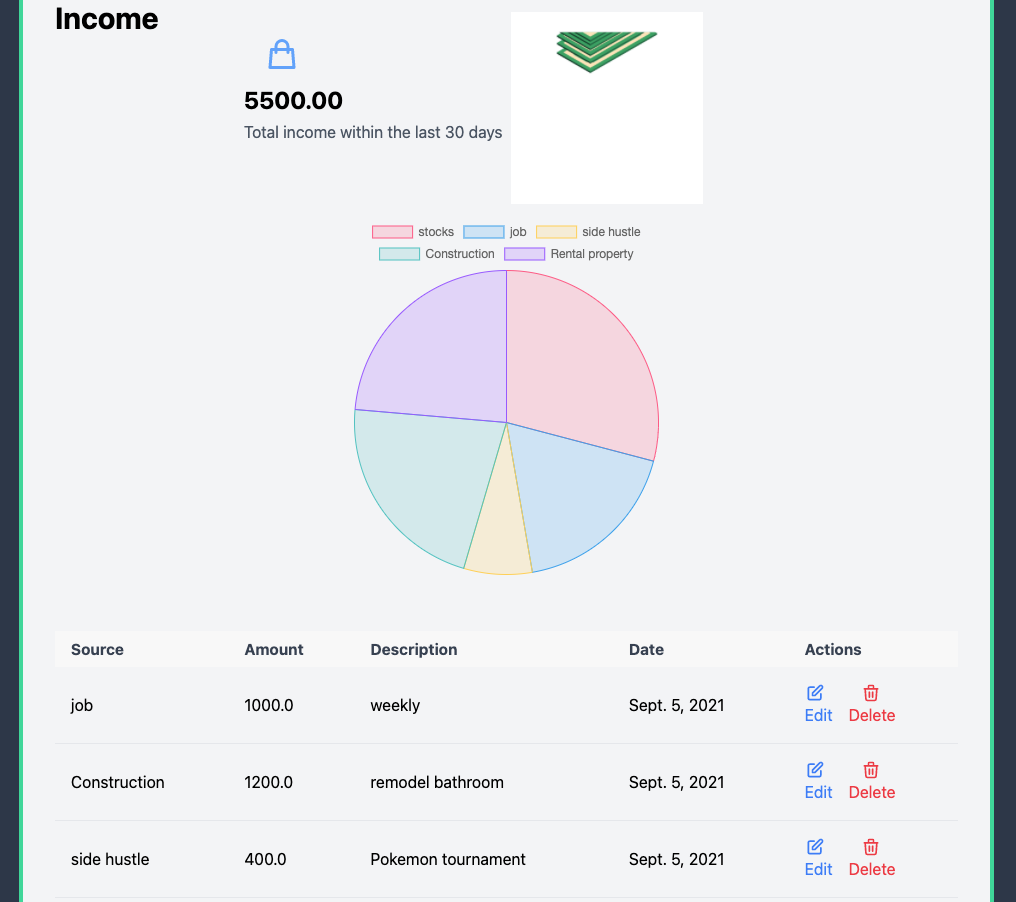 Income
5500.00
Total income within the last 30 days
stocks job side hustle
Construction Rental property
Source Amount Description Date Actions
job 1000.0 weekly Sept. 5, 2021 Edit Delete
Construction 1200.0 remodel bathroom Sept. 5, 2021 Edit Delete
side hustle 400.0 Pokemon tournament Sept. 5, 2021 Edit Delete